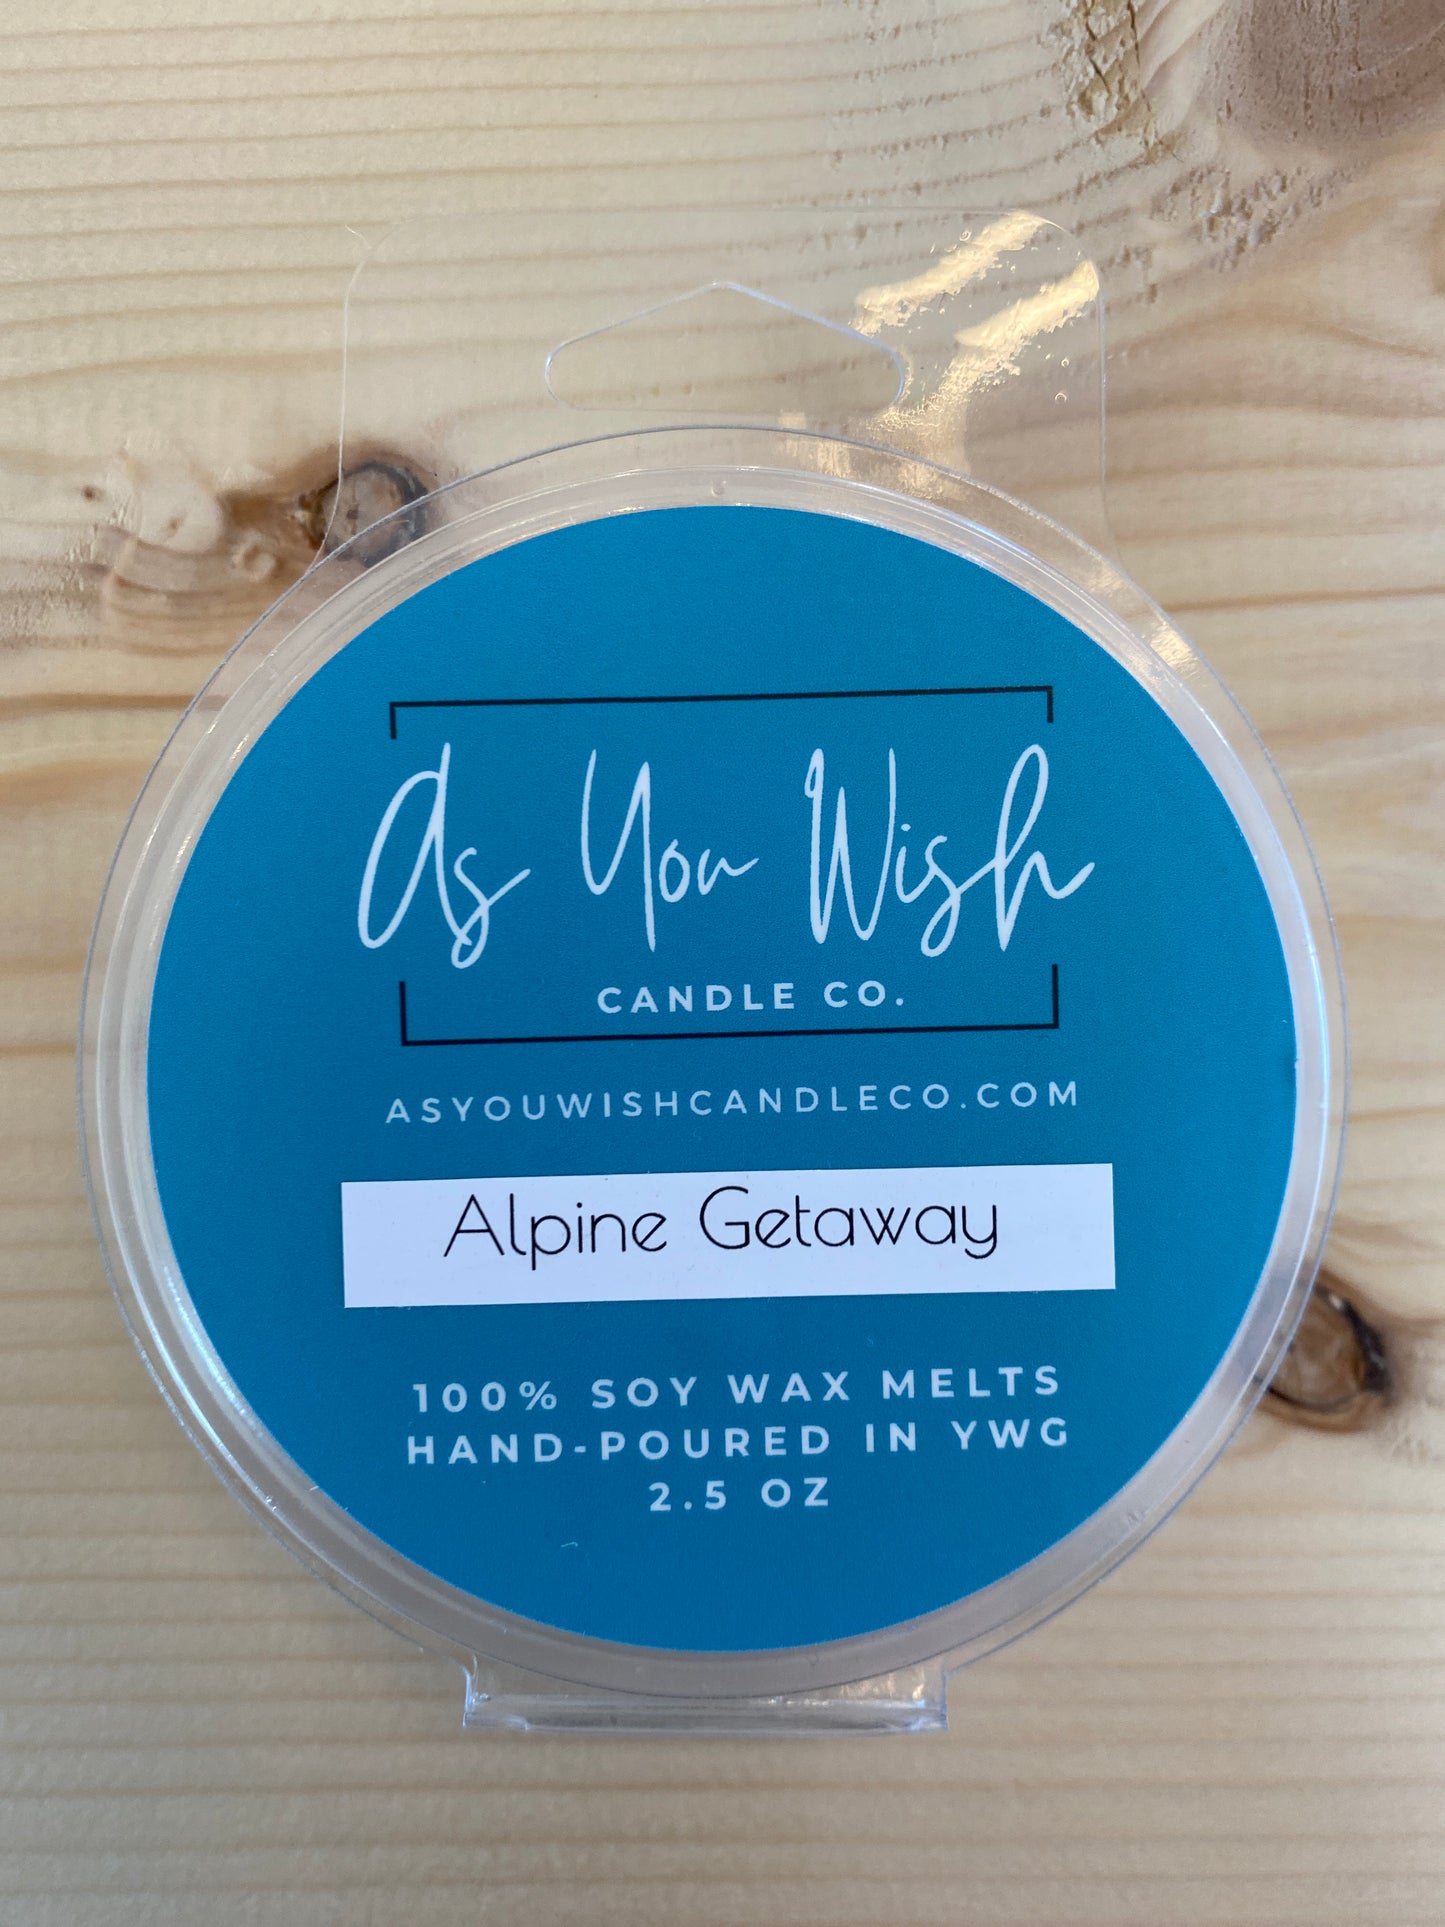 As You Wish
CANDLE CO.
ASYOUWISHCANDLECO.COM
Alpine Getaway
100% SOY WAX MELTS
HAND-POURED IN YWG
2.5 OZ